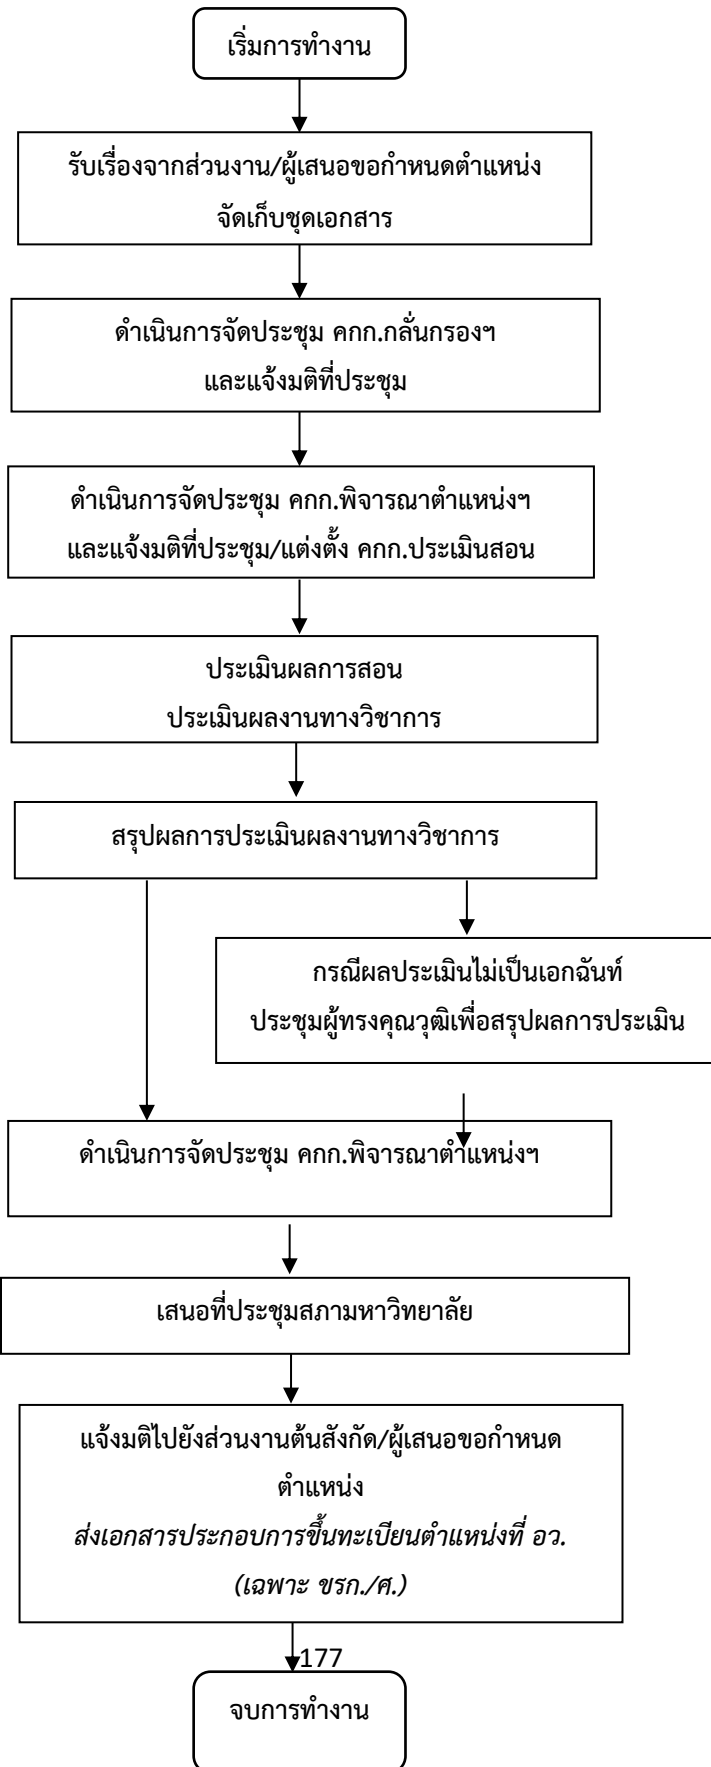 เริ่มการทำงาน
รับเรื่องจากส่วนงาน/ผู้เสนอขอกำหนดตำแหน่ง
จัดเก็บชุดเอกสาร
ดำเนินการจัดประชุม คกก.กลั่นกรองฯ
และแจ้งมติที่ประชุม
ดำเนินการจัดประชุม คกก.พิจารณาตำแหน่งฯ
และแจ้งมติที่ประชุม/แต่งตั้ง คกก.ประเมินสอน
ประเมินผลการสอน
ประเมินผลงานทางวิชาการ
สรุปผลการประเมินผลงานทางวิชาการ
กรณีผลประเมินไม่เป็นเอกฉันท์
ประชุมผู้ทรงคุณวุฒิเพื่อสรุปผลการประเมิน
ดำเนินการจัดประชุม คกก.พิจารณาตำแหน่งฯ
เสนอที่ประชุมสภามหาวิทยาลัย
แจ้งมติไปยังส่วนงานต้นสังกัด/ผู้เสนอขอกำหนด
ตำแหน่ง
ส่งเอกสารประกอบการขึ้นทะเบียนตำแหน่งที่ อว.
(เฉพาะ ขรก./ศ.)
177
จบการทำงาน